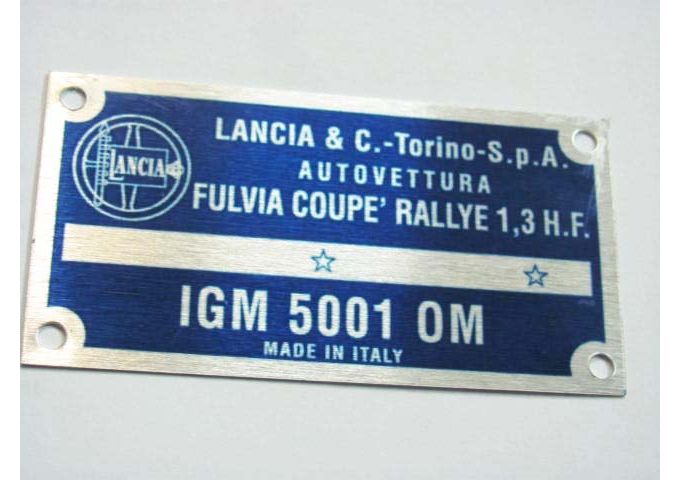 LANCIA & C.-Torino-S.p.A.
LANCIA
AUTOVETTURA
FULVIA COUPE' RALLYE 1,3 H.F.
IGM 5001 OM
MADE IN ITALY